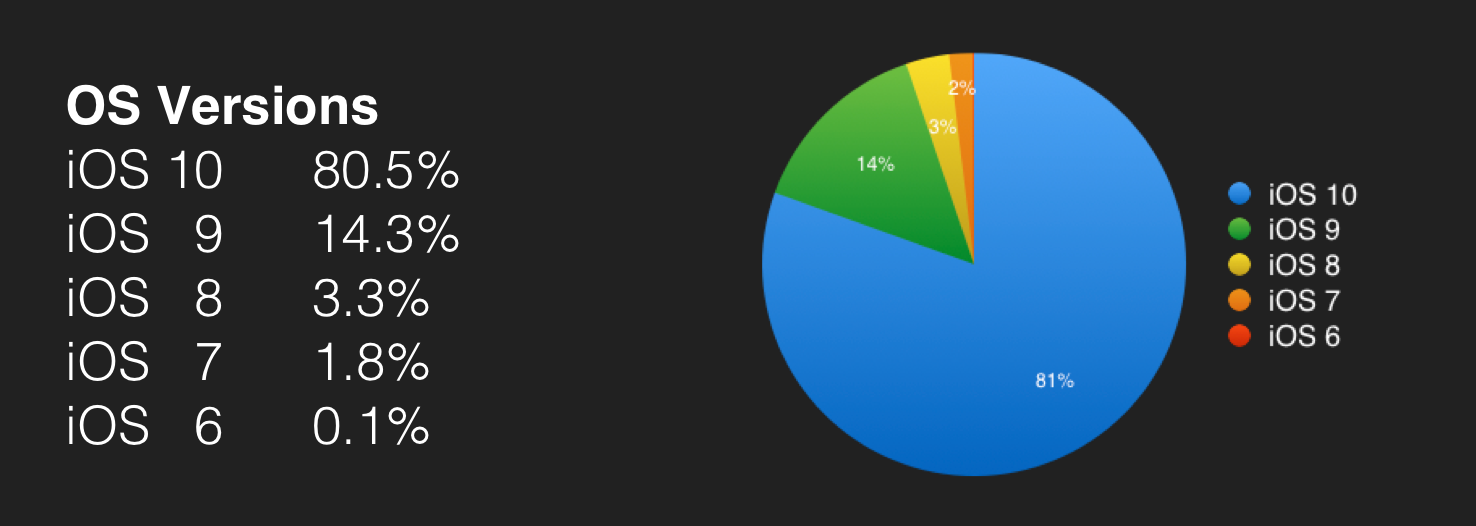 OS Versions
iOS 10 80.5%
iOS 9 14.3%
iOS 8 3.3%
iOS 7 1.8%
iOS 6 0.1%
2%
3%
14%
81%
iOS 10
iOS 9
iOS 8
iOS 7
iOS 6